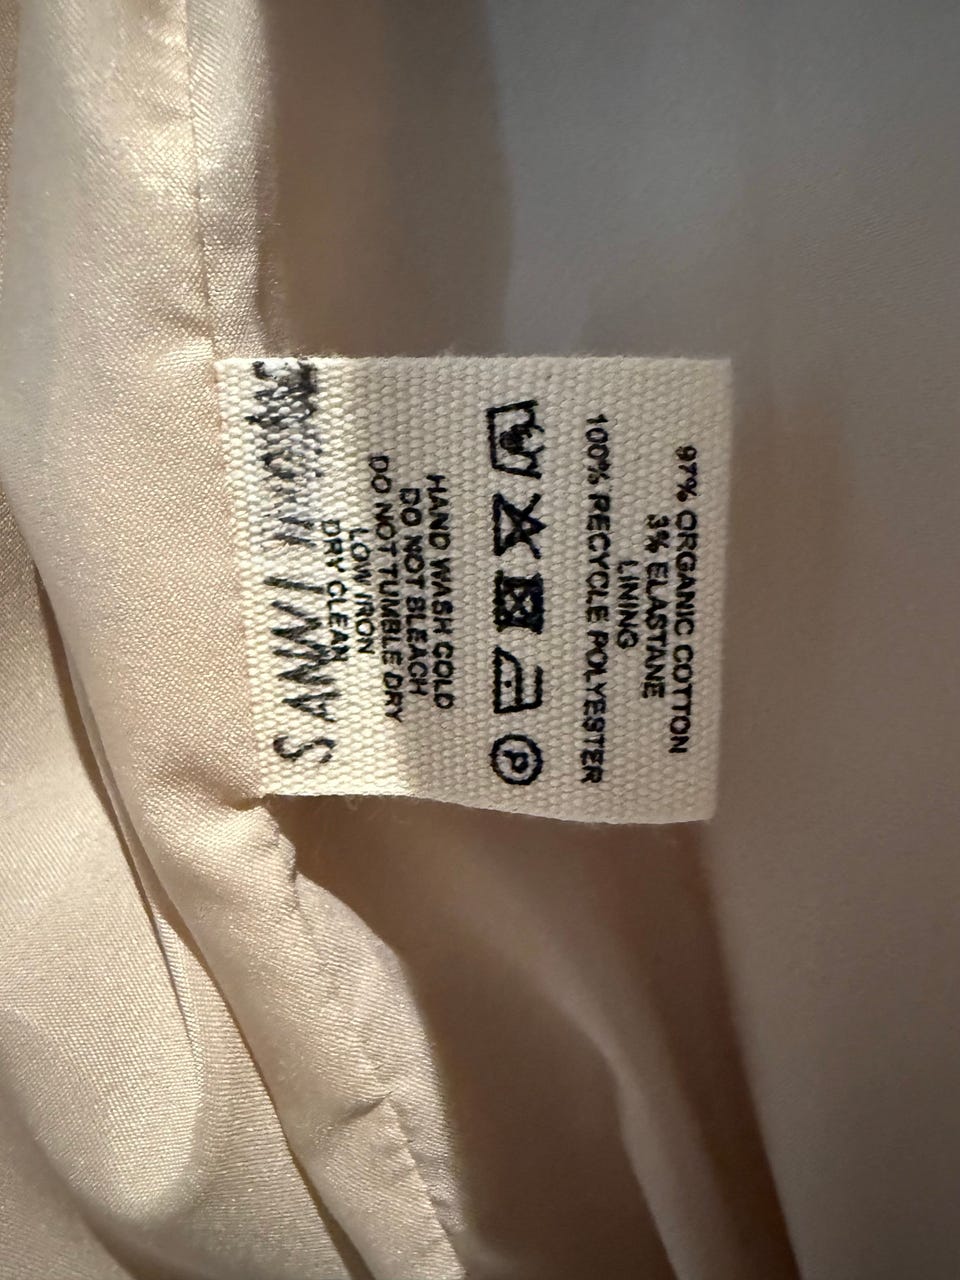 97% ORGANIC COTTON
3% ELASTANE
LINING
100% RECYCLE POLYESTER
P
HAND WASH COLD
DO NOT BLEACH
DO NOT TUMBLE DRY
LOW IRON
DRY CLEAN